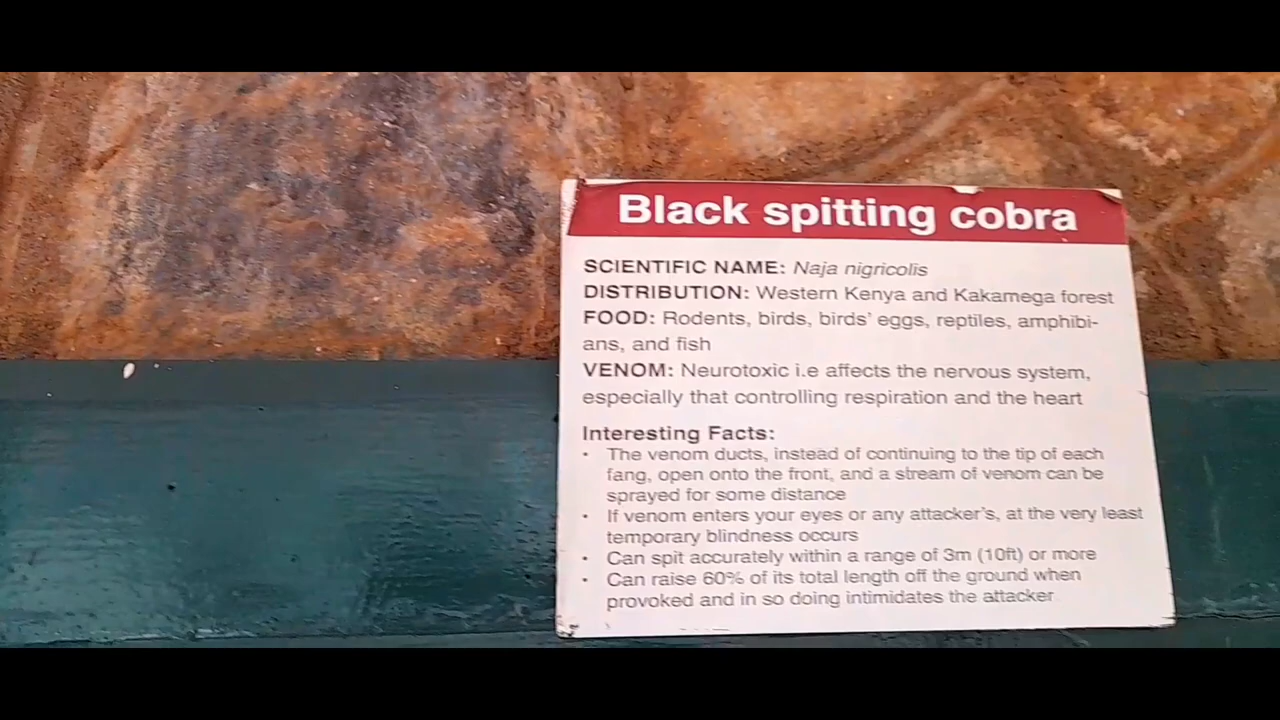 Black spitting cobra
SCIENTIFIC NAME: Naja nigricolis
DISTRIBUTION: Western Kenya and Kakamega forest
FOOD: Rodents, birds, birds' eggs, reptiles, amphibi-
ans, and fish
VENOM: Neurotoxic i.e affects the nervous system,
especially that controlling respiration and the heart
Interesting Facts:
• The venom ducts, instead of continuing to the tip of each
fang, open onto the front, and a stream of venom can be
sprayed for some distance
• If venom enters your eyes or any attacker's, at the very least
temporary blindness occurs
• Can spit accurately within a range of 3m (10ft) or more
• Can raise 60% of its total length off the ground when
provoked and in so doing intimidates the attacker